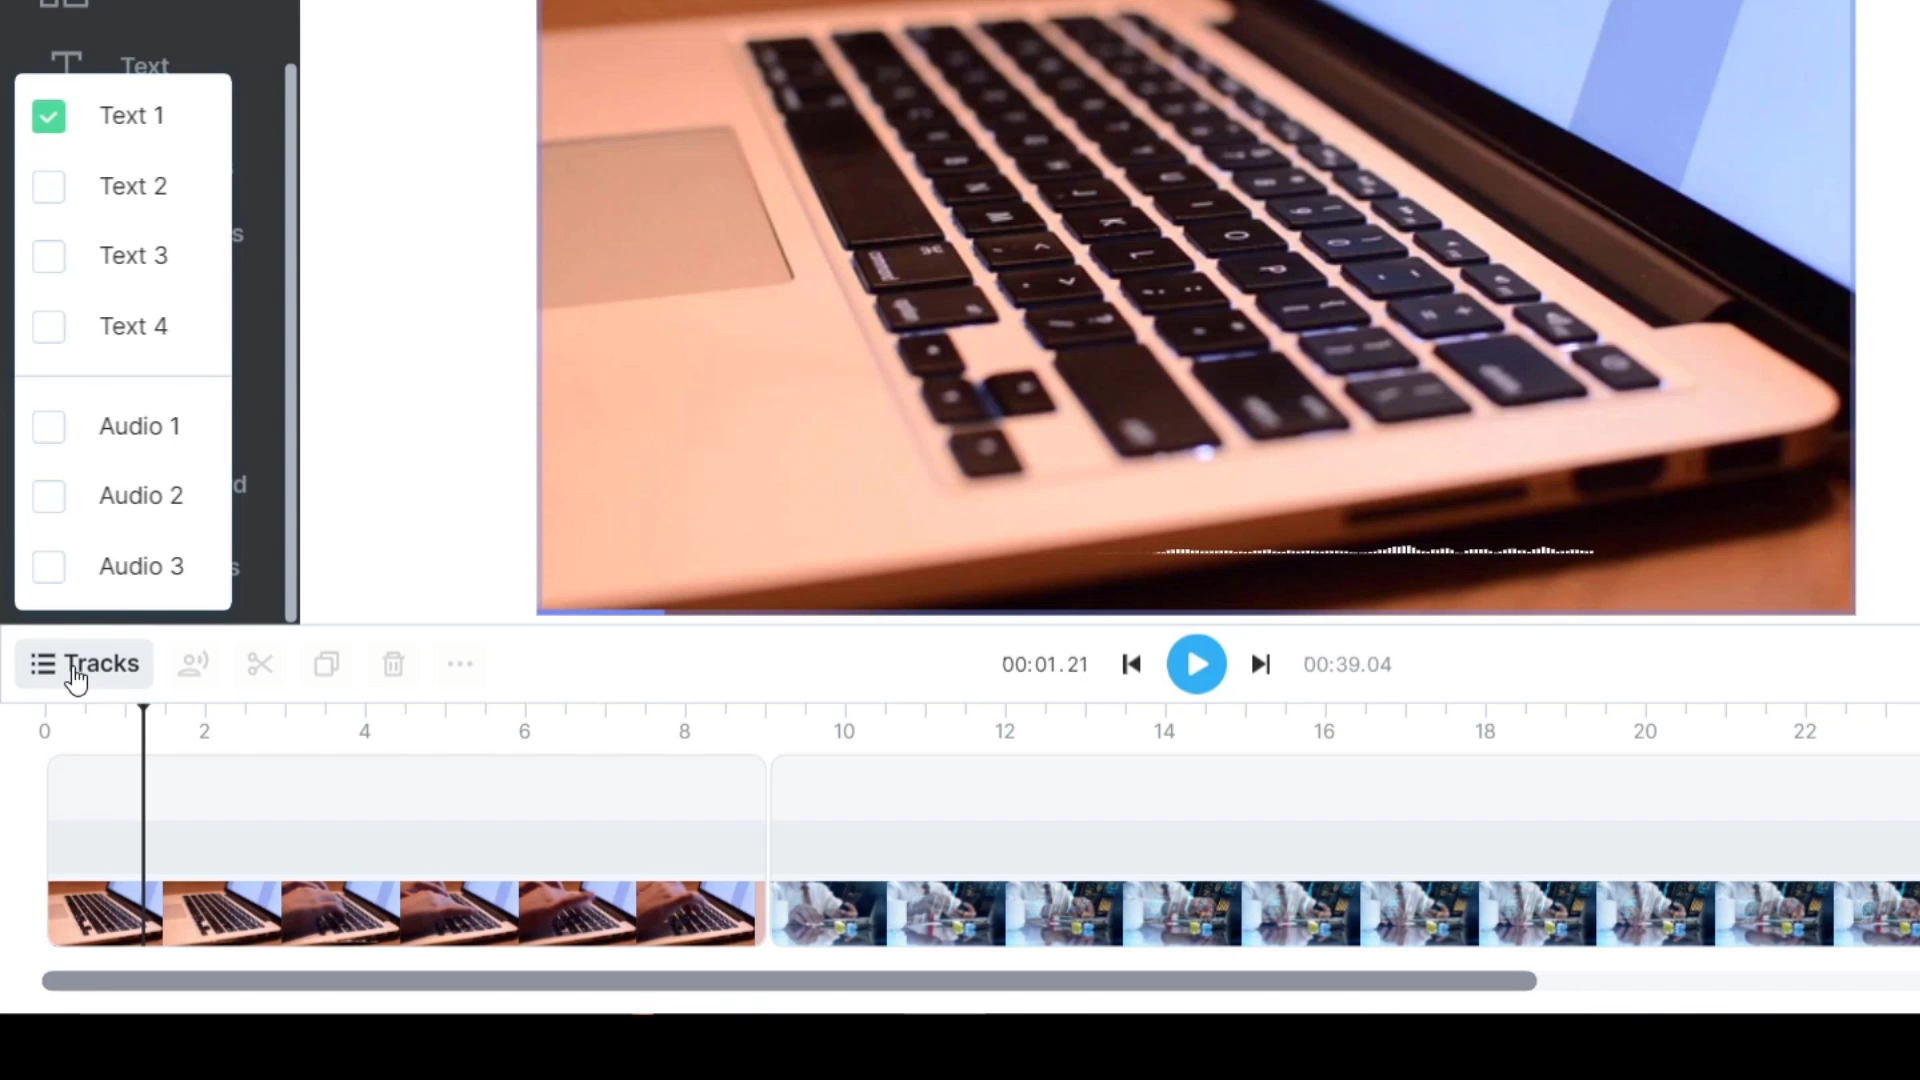 Text
Text 1
Text 2
Text 3
s
Text 4
Audio 1
Audio 2
d
Audio 3
s
Tracks
00:01.21
00:39.04
0 2 4 6 8 10 12 14 16 18 20 22